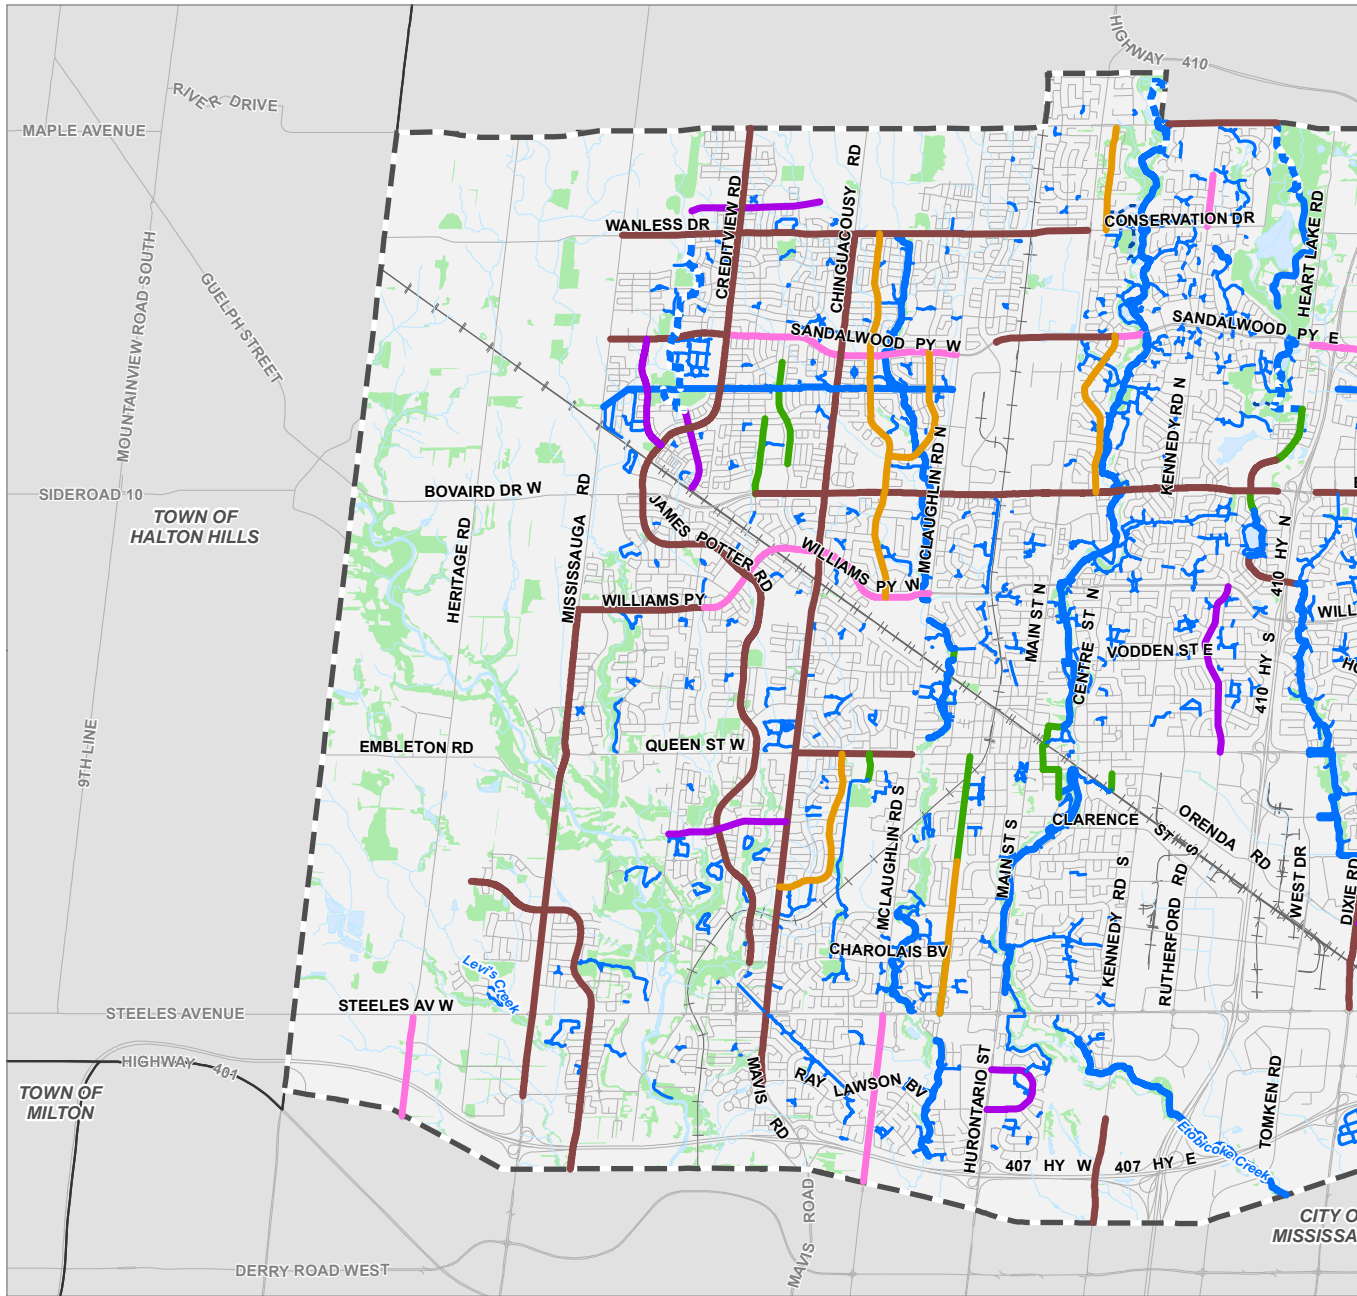 HIGHWAY 410
RIVER DRIVE
MAPLE AVENUE
CHINGUACOUSY RD
CREDITVIEW RD
WANLESS DR
CONSERVATION DR
HEART LAKE RD
MOUNTAINVIEW ROAD SOUTH
GUELPH STREET
SANDALWOOD PY W
SANDALWOOD PY E
KENNEDY RD N
MCLAUGHLIN RD N
SIDEROAD 10
BOVAIRD DR W
TOWN OF
HALTON HILLS
HERITAGE RD
MISSISSAUGA RD
JAMES POTTER RD
WILLIAMS PY W
410 HY N
WILLIAMS PY
MAIN ST N
CENTRE ST N
WILL
VODDEN ST E
410 HY S
9TH LINE
EMBLETON RD
QUEEN ST W
MCLAUGHLIN RD S
MAIN ST S
CLARENCE ST S
ORENDA RD
KENNEDY RD S
RUTHERFORD RD
WEST DR
DIXIE RD
CHAROLAIS BV
Levi's Creek
STEELES AV W
STEELES AVENUE
HIGHWAY 401
TOWN OF
MILTON
MAVIS RD
RAY LAWSON BV
HURONTARIO ST
TOMKEN RD
Etobicoke Creek
407 HY W
407 HY E
CITY O
MISSISSA
MAVIS ROAD
DERRY ROAD WEST